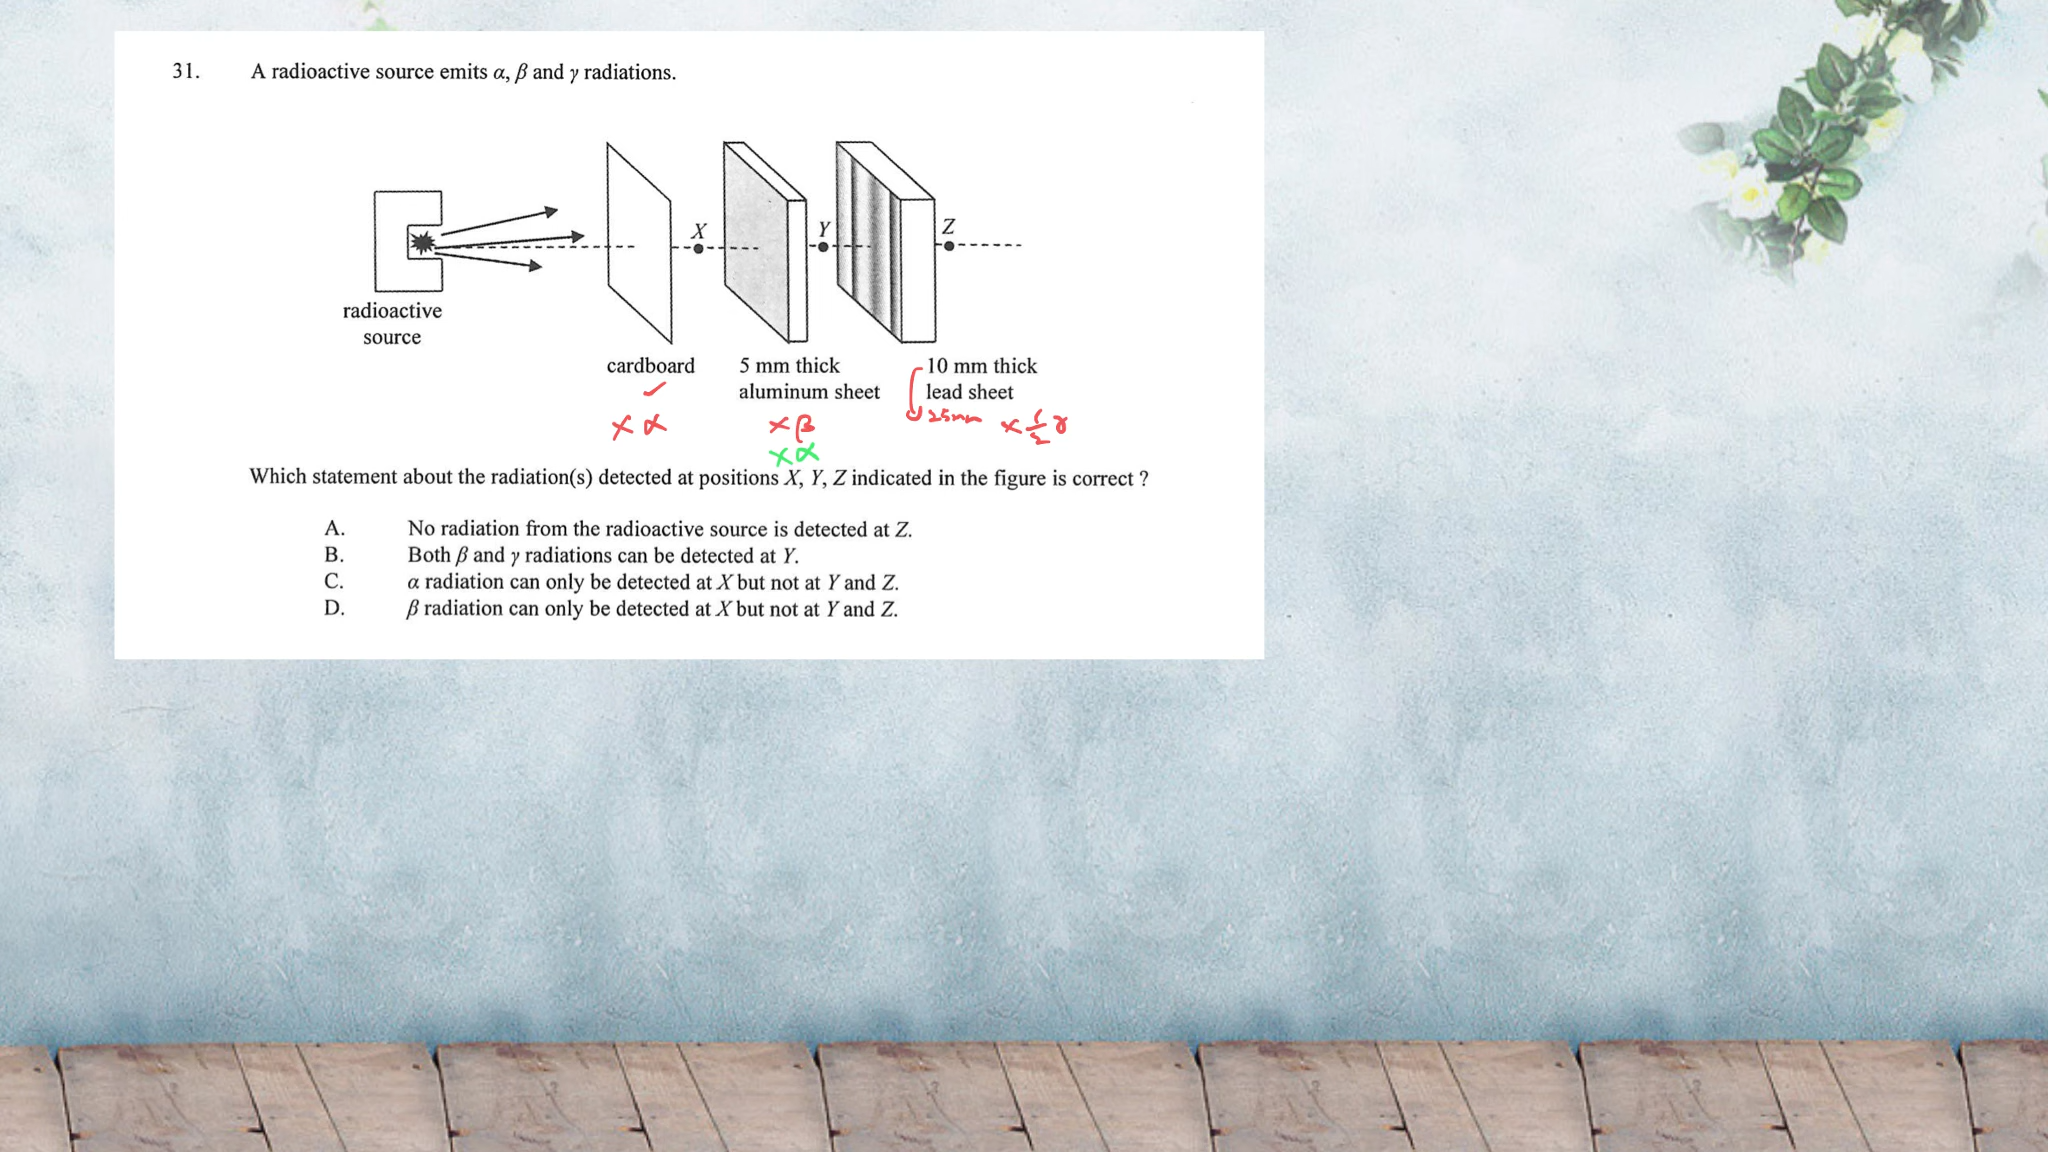 31. A radioactive source emits α, β and γ radiations.
X
Y
Z
radioactive
source
cardboard
5 mm thick
aluminum sheet
10 mm thick
lead sheet
✓
× α
× β
× α
25mm
× 1/2 γ
Which statement about the radiation(s) detected at positions X, Y, Z indicated in the figure is correct ?
A. No radiation from the radioactive source is detected at Z.
B. Both β and γ radiations can be detected at Y.
C. α radiation can only be detected at X but not at Y and Z.
D. β radiation can only be detected at X but not at Y and Z.